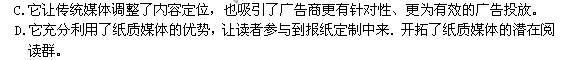 C.它让传统媒体调整了内容定位，也吸引了广告商更有针对性、更为有效的广告投放。
D.它充分利用了纸质媒体的优势，让读者参与到报纸定制中来．开拓了纸质媒体的潜在阅
读群。